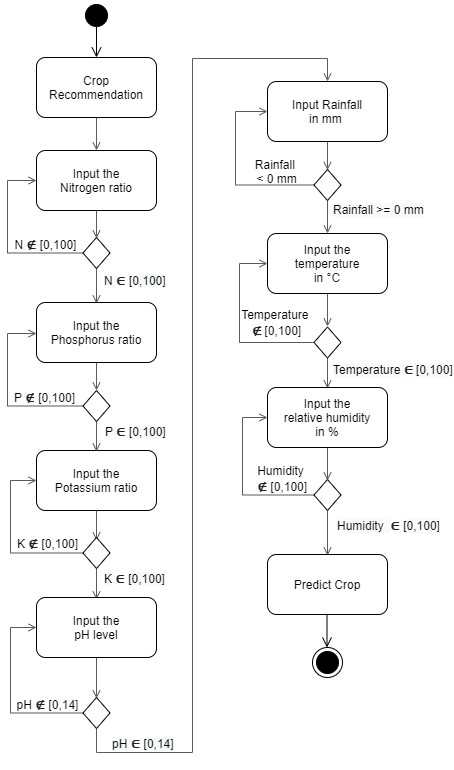 Crop
Recommendation
Input the
Nitrogen ratio
N ∉ [0,100]
N ∈ [0,100]
Input the
Phosphorus ratio
P ∉ [0,100]
P ∈ [0,100]
Input the
Potassium ratio
K ∉ [0,100]
K ∈ [0,100]
Input the
pH level
pH ∉ [0,14]
pH ∈ [0,14]
Input Rainfall
in mm
Rainfall
< 0 mm
Rainfall >= 0 mm
Input the
temperature
in °C
Temperature
∉ [0,100]
Temperature ∈ [0,100]
Input the
relative humidity
in %
Humidity
∉ [0,100]
Humidity ∈ [0,100]
Predict Crop